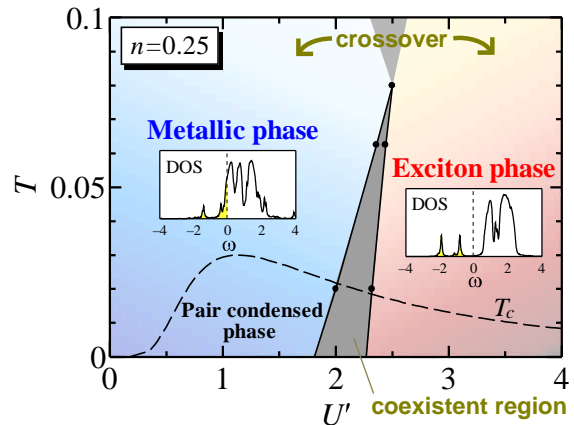 0.1
n=0.25
crossover
Metallic phase
DOS
−4 −2 0 2 4
ω
Exciton phase
DOS
−4 −2 0 2 4
ω
T
0.05
Pair condensed
phase
Tc
0
0 1 2 3 4
U'
coexistent region